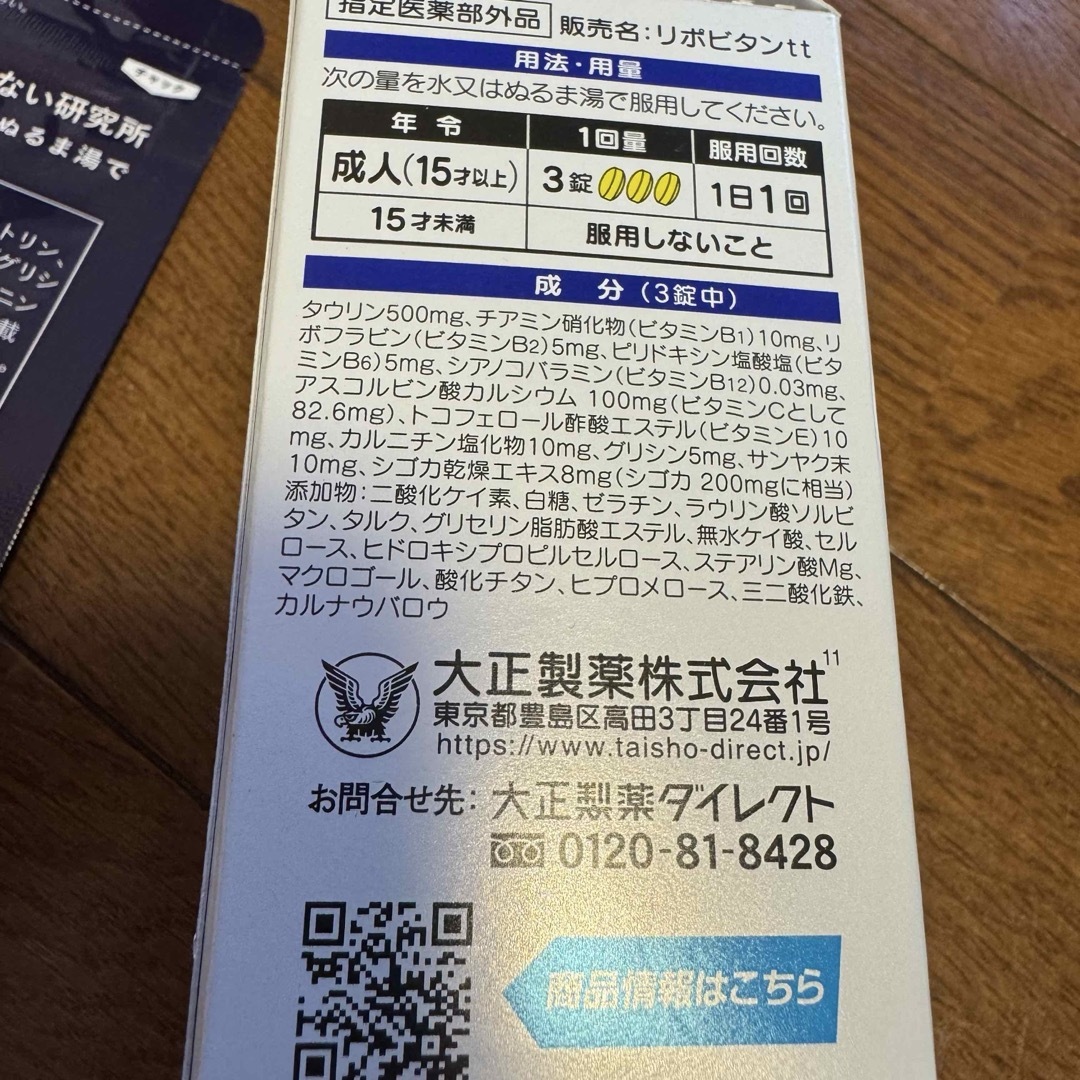 指定医薬部外品 販売名：リポビタンtt
用法・用量
次の量を水又はぬるま湯で服用してください。
年令 1回量 服用回数
成人（15才以上） 3錠 1日1回
15才未満 服用しないこと
成 分（3錠中）
タウリン500mg、チアミン硝化物（ビタミンB1）10mg、リ
ボフラビン（ビタミンB2）5mg、ピリドキシン塩酸塩（ビタ
ミンB6）5mg、シアノコバラミン（ビタミンB12）0.03mg、
アスコルビン酸カルシウム 100mg（ビタミンCとして
82.6mg）、トコフェロール酢酸エステル（ビタミンE）10
mg、カルニチン塩化物10mg、グリシン5mg、サンヤク末
10mg、シゴカ乾燥エキス8mg（シゴカ 200mgに相当）
添加物：二酸化ケイ素、白糖、ゼラチン、ラウリン酸ソルビ
タン、タルク、グリセリン脂肪酸エステル、無水ケイ酸、セル
ロース、ヒドロキシプロピルセルロース、ステアリン酸Mg、
マクロゴール、酸化チタン、ヒプロメロース、三二酸化鉄、
カルナウバロウ
大正製薬株式会社 11
東京都豊島区高田3丁目24番1号
https://www.taisho-direct.jp/
お問合せ先：大正製薬ダイレクト
0120-81-8428
商品情報はこちら
ない研究所
ぬるま湯で
トリン、
グリシ
ニン
載
。